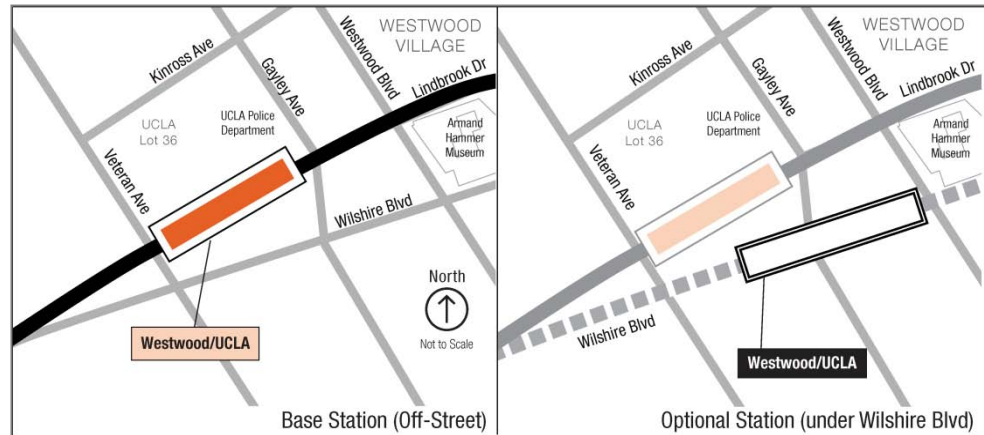 WESTWOOD
VILLAGE
Kinross Ave
Gayley Ave
Westwood Blvd
Lindbrook Dr
UCLA
Lot 36
UCLA Police
Department
Armand
Hammer
Museum
Veteran Ave
Wilshire Blvd
North
Not to Scale
Westwood/UCLA
Base Station (Off-Street)
WESTWOOD
VILLAGE
Kinross Ave
Gayley Ave
Westwood Blvd
Lindbrook Dr
UCLA
Lot 36
UCLA Police
Department
Armand
Hammer
Museum
Veteran Ave
Wilshire Blvd
Westwood/UCLA
Optional Station (under Wilshire Blvd)